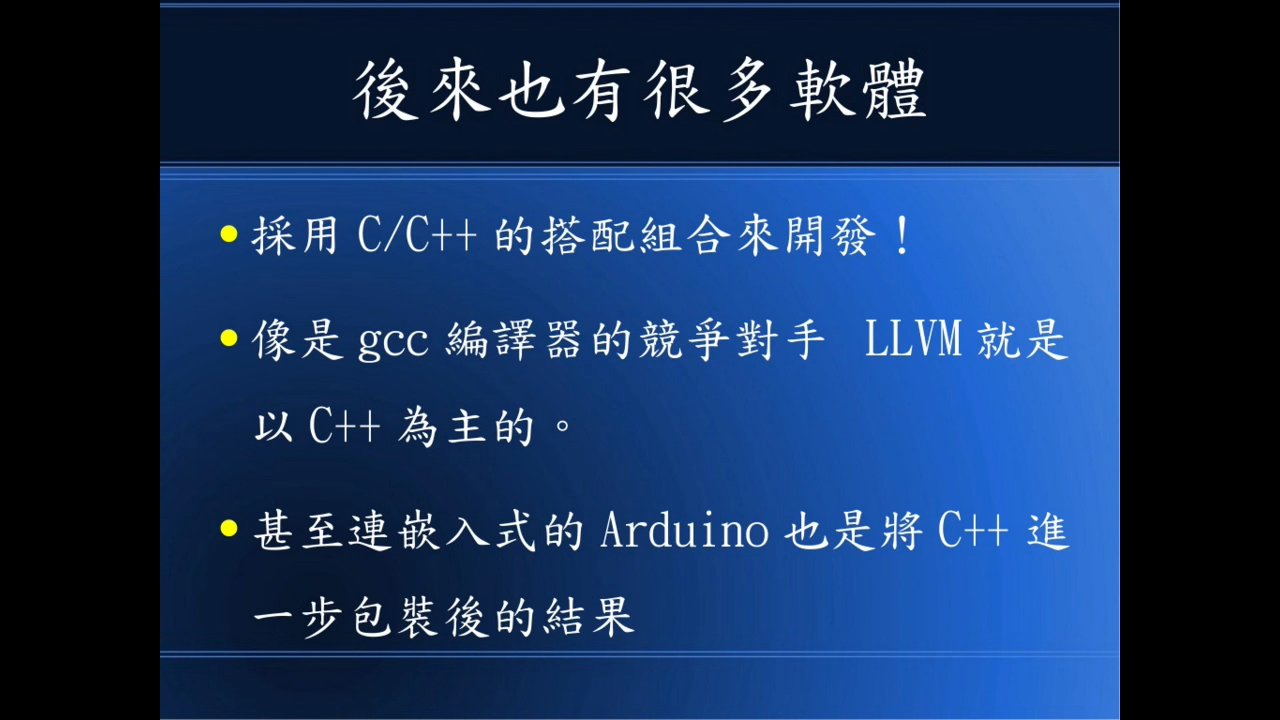 後來也有很多軟體
採用 C/C++ 的搭配組合來開發！
像是 gcc 編譯器的競爭對手 LLVM 就是
以 C++ 為主的。
甚至連嵌入式的 Arduino 也是將 C++ 進
一步包裝後的結果